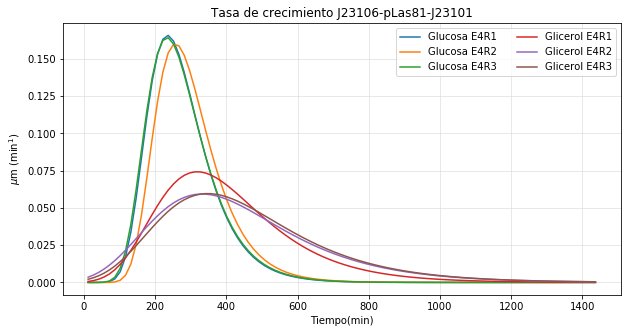 Tasa de crecimiento J23106-pLas81-J23101
Glucosa E4R1
Glucosa E4R2
Glucosa E4R3
Glicerol E4R1
Glicerol E4R2
Glicerol E4R3
μm (min¹)
0.150
0.125
0.100
0.075
0.050
0.025
0.000
0 200 400 600 800 1000 1200 1400
Tiempo(min)